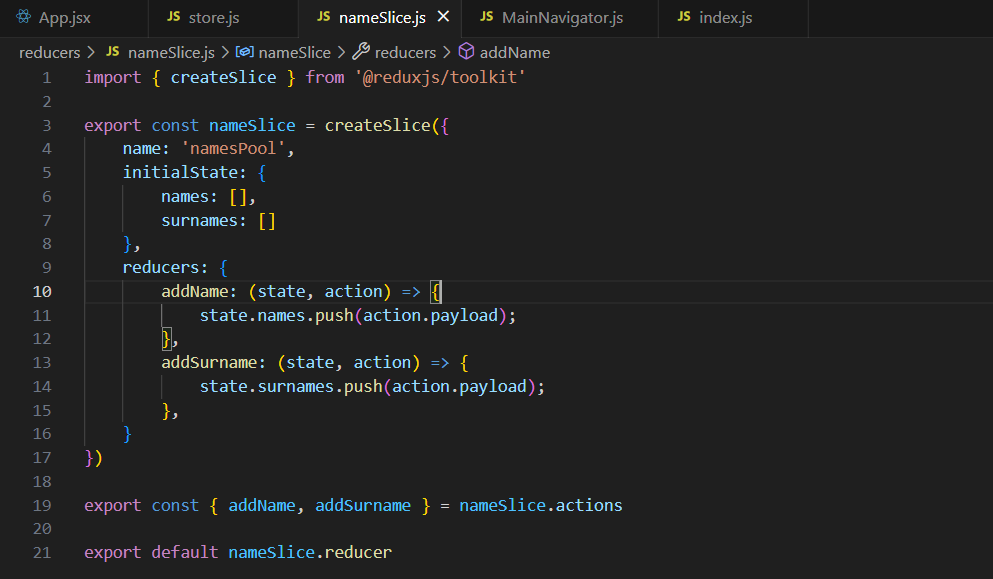 App.jsx JS store.js JS nameSlice.js JS MainNavigator.js JS index.js
reducers > JS nameSlice.js > nameSlice > reducers > addName
1 import { createSlice } from '@reduxjs/toolkit'
2
3 export const nameSlice = createSlice({
4     name: 'namesPool',
5     initialState: {
6         names: [],
7         surnames: []
8     },
9     reducers: {
10         addName: (state, action) => {
11             state.names.push(action.payload);
12         },
13         addSurname: (state, action) => {
14             state.surnames.push(action.payload);
15         },
16     }
17 })
18
19 export const { addName, addSurname } = nameSlice.actions
20
21 export default nameSlice.reducer